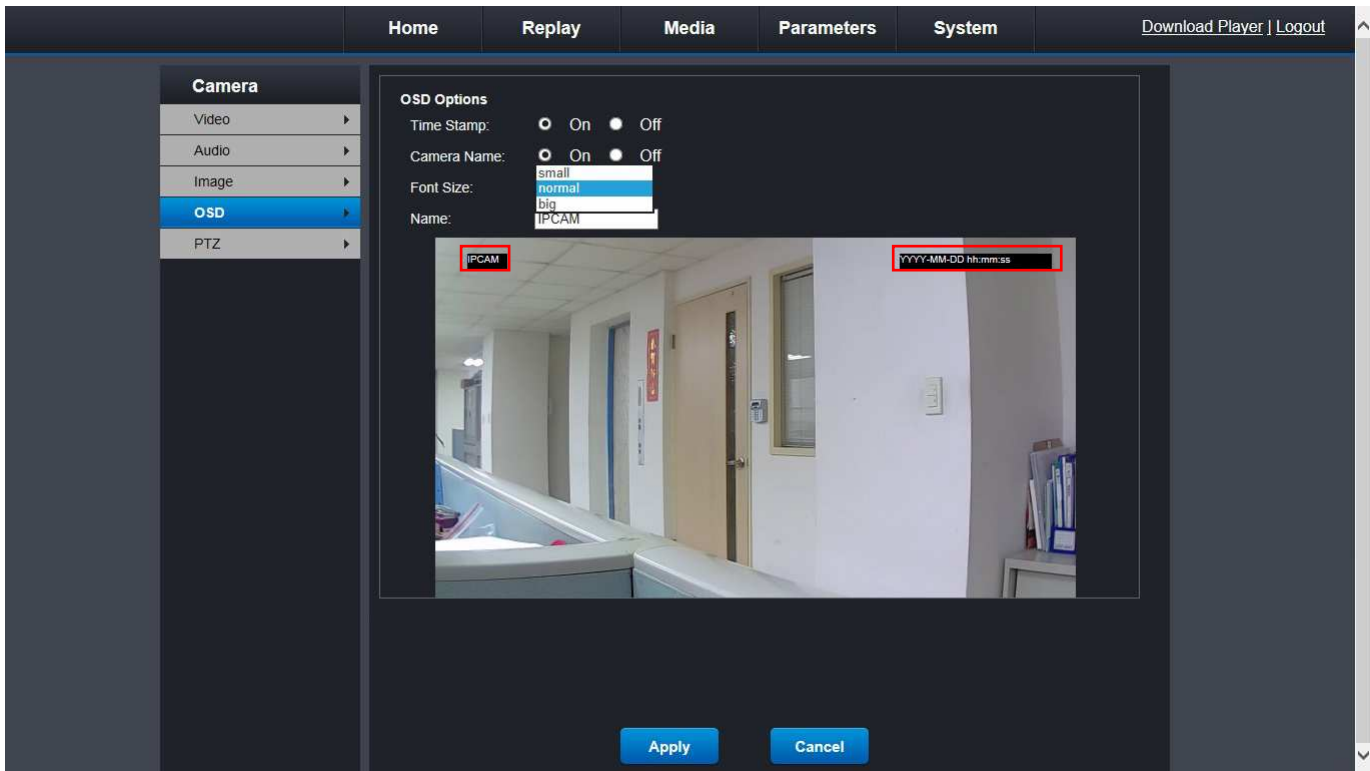 Home Replay Media Parameters System Download Player | Logout
Camera
Video
Audio
Image
OSD
PTZ
OSD Options
Time Stamp: On Off
Camera Name: On Off
Font Size: small
normal
big
Name: IPCAM
IPCAM YYYY-MM-DD hh:mm:ss
Apply Cancel